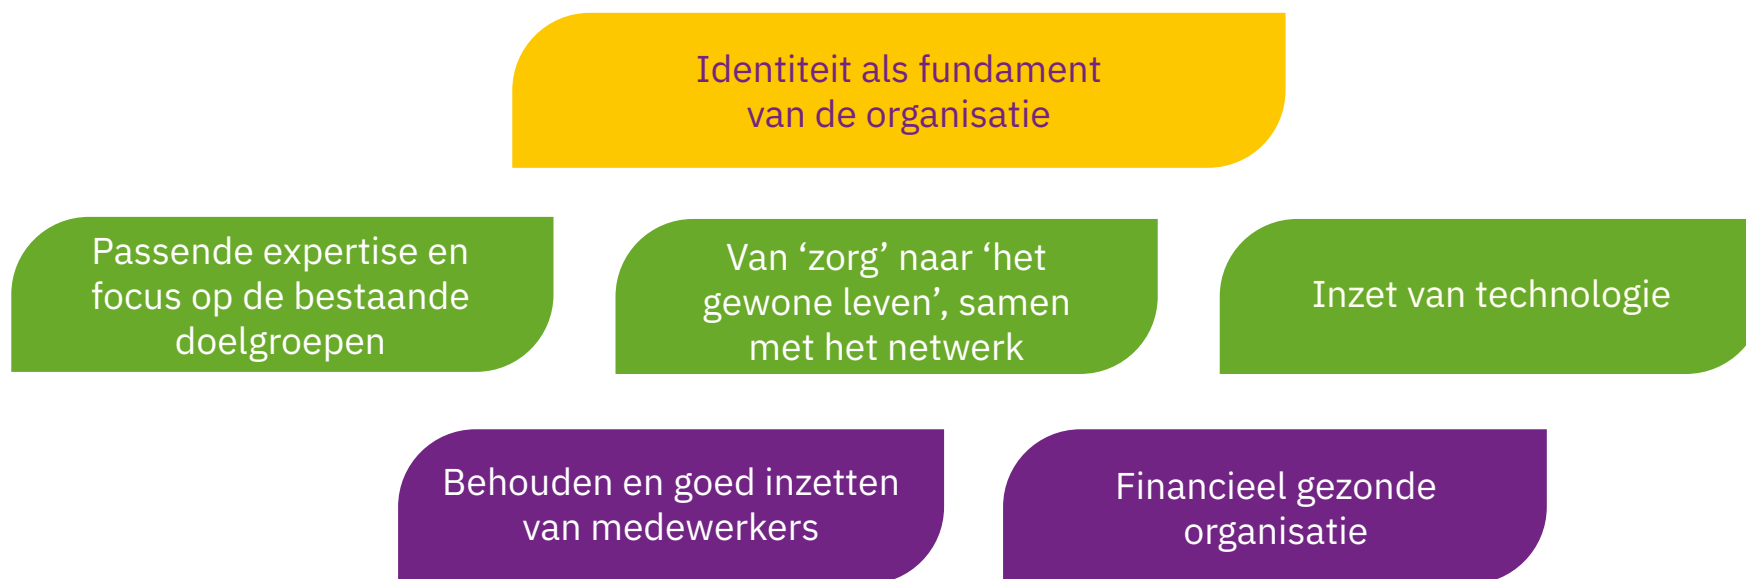 Identiteit als fundament
van de organisatie
Passende expertise en
focus op de bestaande
doelgroepen
Van ‘zorg’ naar ‘het
gewone leven’, samen
met het netwerk
Inzet van technologie
Behouden en goed inzetten
van medewerkers
Financieel gezonde
organisatie